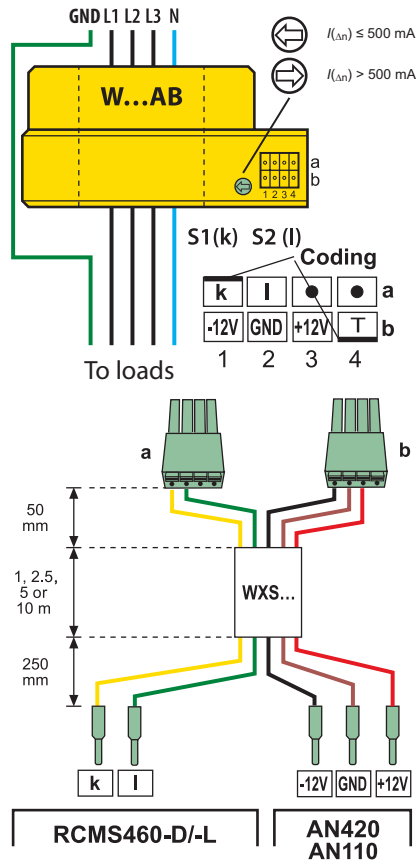 GND L1 L2 L3 N
I(Δn) ≤ 500 mA
I(Δn) > 500 mA
W...AB
a
b
1 2 3 4
S1(k) S2 (l)
Coding
k l a
-12V GND +12V T b
1 2 3 4
To loads
a b
50 mm
1, 2.5, 5 or 10 m
WXS...
250 mm
k l -12V GND +12V
RCMS460-D/-L AN420
AN110